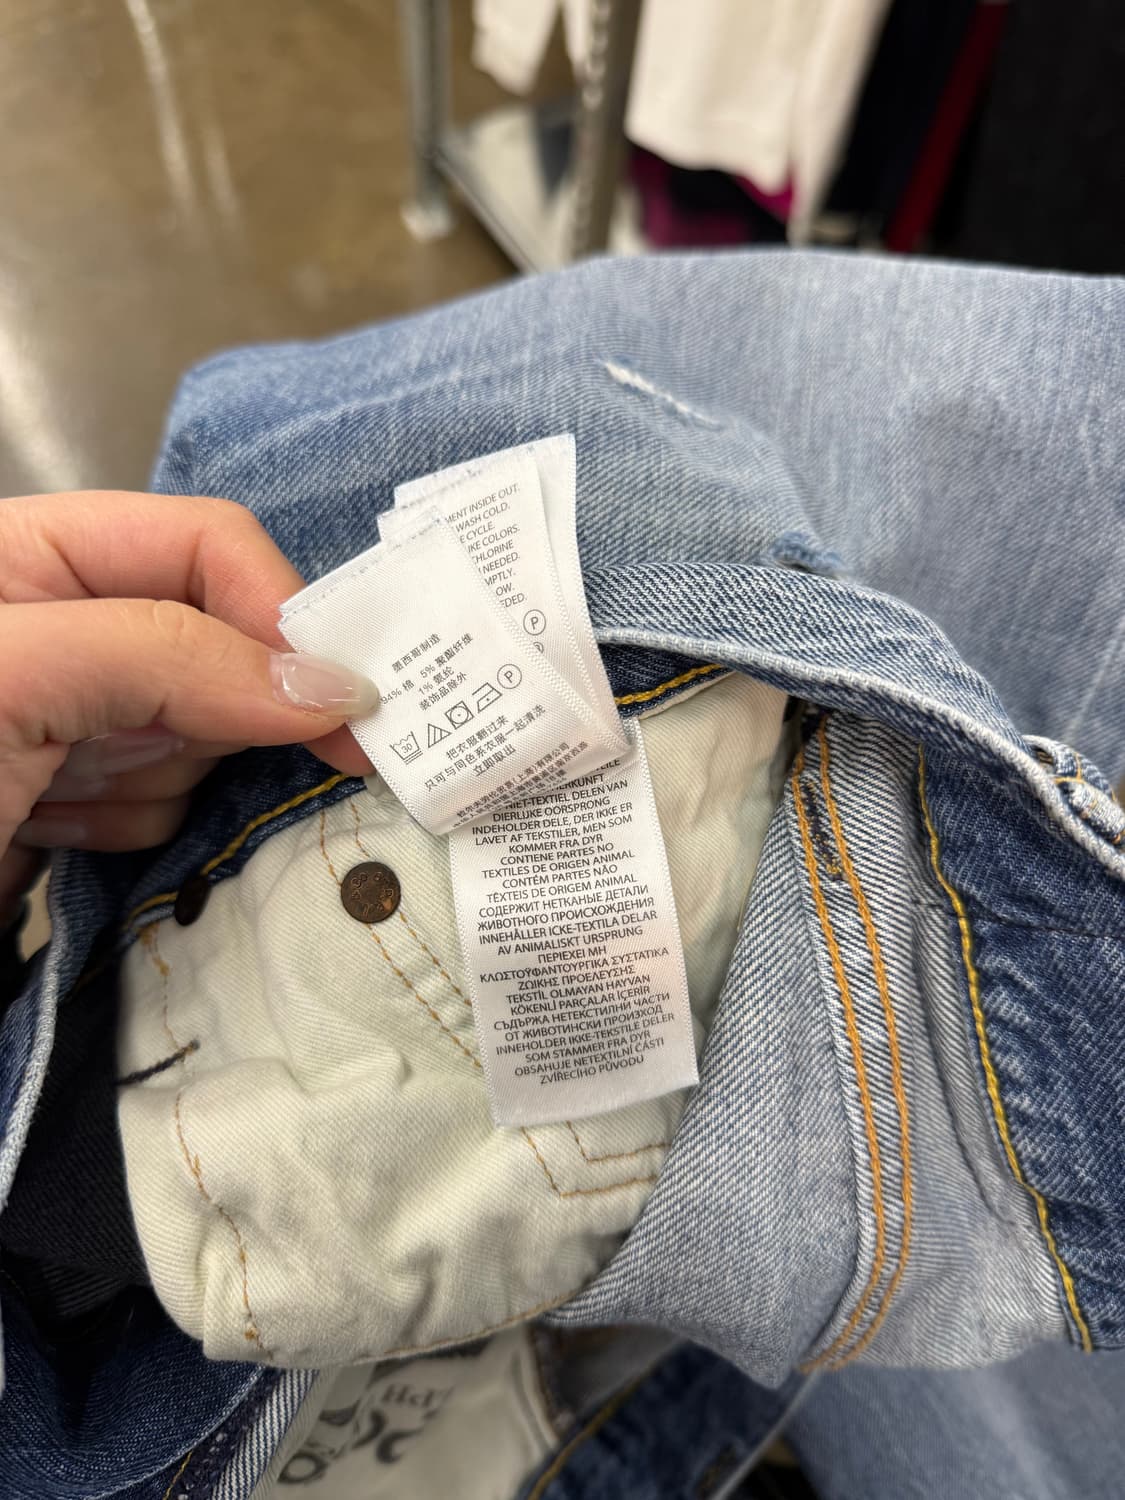 MENT INSIDE OUT.
WASH COLD.
E CYCLE.
IKE COLORS.
CHLORINE
NEEDED.
MPTLY.
OW.
DED.
P
墨西哥制造
94% 棉 5% 聚酯纤维
1% 氨纶
装饰品除外
30
P
把衣服翻过来
只可与同色系衣服一起清洗
立即取出
ERKUNFT
NIET-TEXTIEL DELEN VAN
DIERLIJKE OORSPRONG
INDEHOLDER DELE, DER IKKE ER
LAVET AF TEKSTILER, MEN SOM
KOMMER FRA DYR
CONTIENE PARTES NO
TEXTILES DE ORIGEN ANIMAL
CONTÉM PARTES NÃO
TÊXTEIS DE ORIGEM ANIMAL
СОДЕРЖИТ НЕТКАНЫЕ ДЕТАЛИ
ЖИВОТНОГО ПРОИСХОЖДЕНИЯ
INNEHÅLLER ICKE-TEXTILA DELAR
AV ANIMALISKT URSPRUNG
ΠΕΡΙΕΧΕΙ ΜΗ
ΚΛΩΣΤΟΫΦΑΝΤΟΥΡΓΙΚΑ ΣΥΣΤΑΤΙΚΑ
ΖΩΙΚΗΣ ΠΡΟΕΛΕΥΣΗΣ
TEKSTİL OLMAYAN HAYVAN
KÖKENLİ PARÇALAR İÇERİR
СЪДЪРЖА НЕТЕКСТИЛНИ ЧАСТИ
ОТ ЖИВОТИНСКИ ПРОИЗХОД
INNEHOLDER IKKE-TEKSTILE DELER
SOM STAMMER FRA DYR
OBSAHUJE NETEXTILNÍ ČÁSTI
ZVÍŘECÍHO PŮVODU